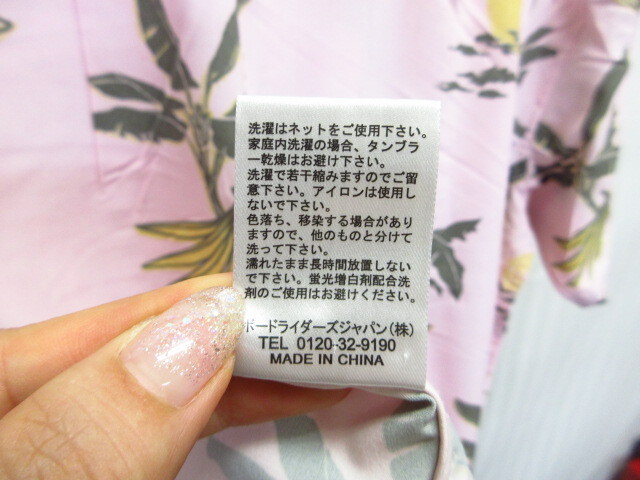 洗濯はネットをご使用下さい。
家庭内洗濯の場合、タンブラ
ー乾燥はお避け下さい。
洗濯で若干縮みますのでご留
意下さい。アイロンは使用し
ないで下さい。
色落ち、移染する場合があり
ますので、他のものと分けて
洗って下さい。
濡れたまま長時間放置しない
で下さい。蛍光増白剤配合洗
剤のご使用はお避けください。
ボードライダーズジャパン(株)
TEL 0120-32-9190
MADE IN CHINA